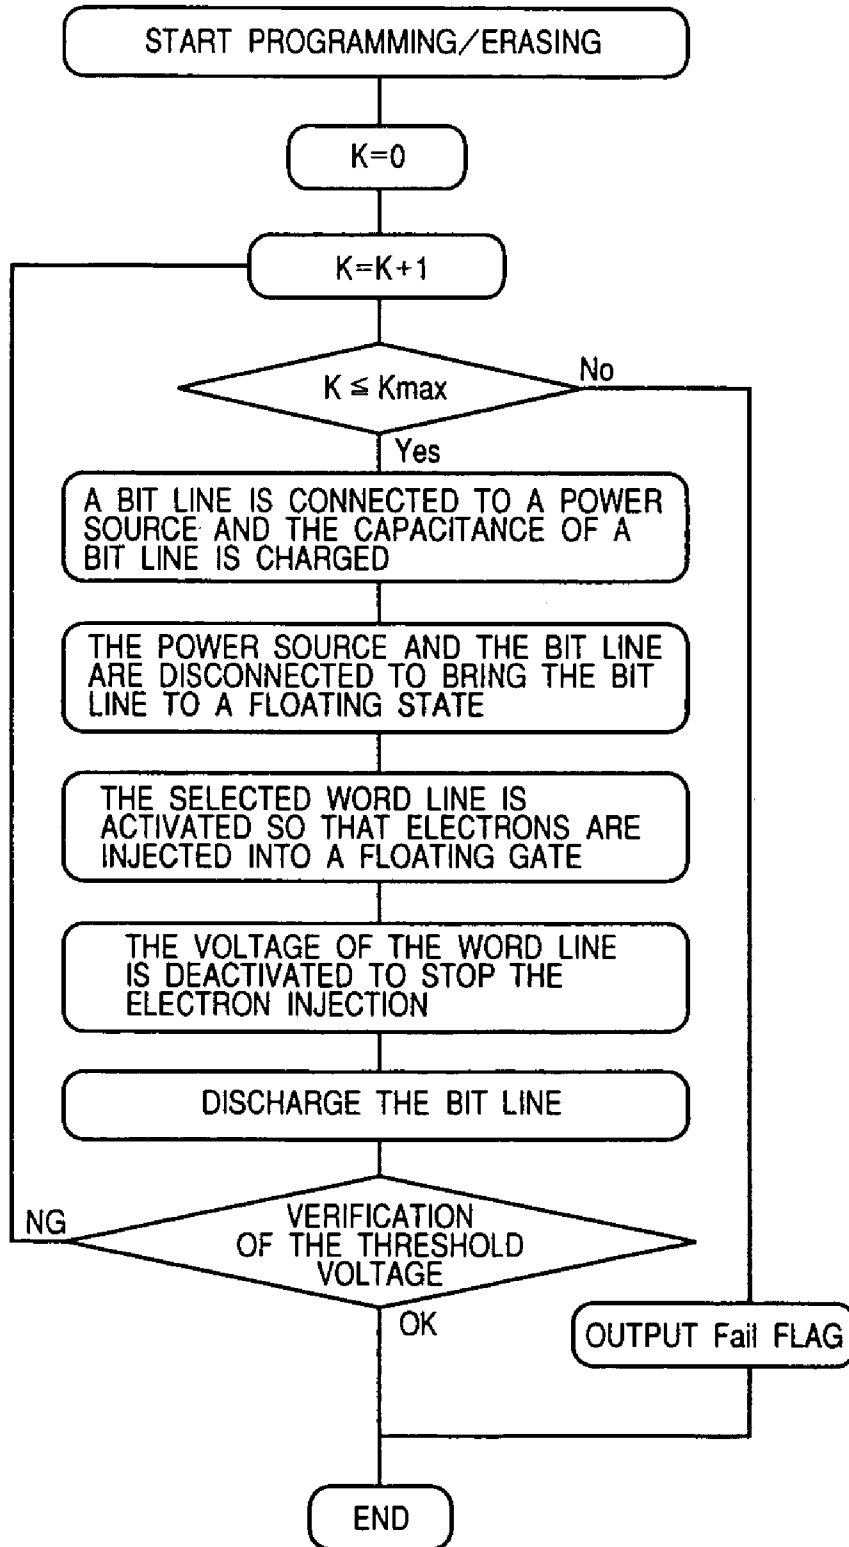 START PROGRAMMING/ERASING
K=0
K=K+1
K ≦ Kmax
No
Yes
A BIT LINE IS CONNECTED TO A POWER
SOURCE AND THE CAPACITANCE OF A
BIT LINE IS CHARGED
THE POWER SOURCE AND THE BIT LINE
ARE DISCONNECTED TO BRING THE BIT
LINE TO A FLOATING STATE
THE SELECTED WORD LINE IS
ACTIVATED SO THAT ELECTRONS ARE
INJECTED INTO A FLOATING GATE
THE VOLTAGE OF THE WORD LINE
IS DEACTIVATED TO STOP THE
ELECTRON INJECTION
DISCHARGE THE BIT LINE
NG
VERIFICATION
OF THE THRESHOLD
VOLTAGE
OK
OUTPUT Fail FLAG
END